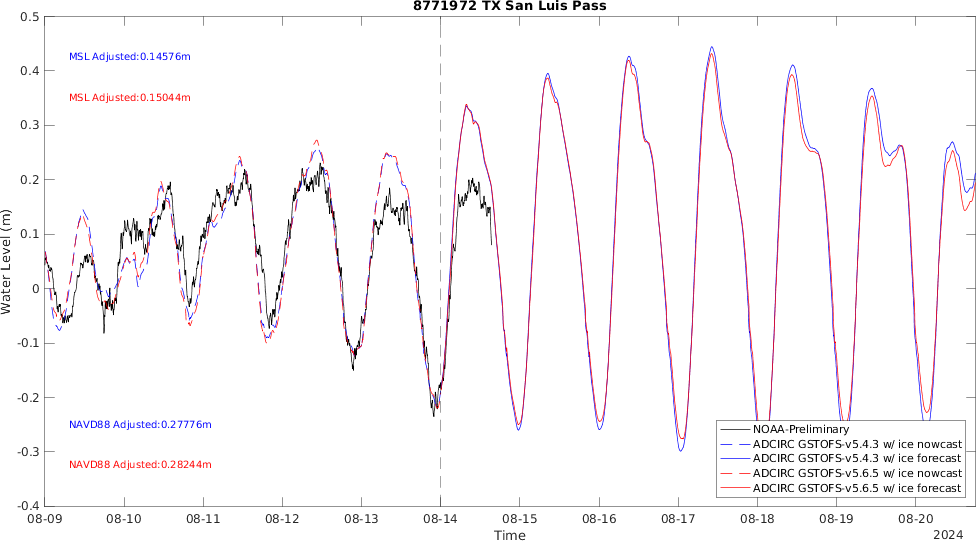 8771972 TX San Luis Pass
0.5
0.4
0.3
0.2
0.1
0
-0.1
-0.2
-0.3
-0.4
Water Level (m)
MSL Adjusted:0.14576m
MSL Adjusted:0.15044m
NAVD88 Adjusted:0.27776m
NAVD88 Adjusted:0.28244m
NOAA-Preliminary
ADCIRC GSTOFS-v5.4.3 w/ ice nowcast
ADCIRC GSTOFS-v5.4.3 w/ ice forecast
ADCIRC GSTOFS-v5.6.5 w/ ice nowcast
ADCIRC GSTOFS-v5.6.5 w/ ice forecast
08-09 08-10 08-11 08-12 08-13 08-14 08-15 08-16 08-17 08-18 08-19 08-20
Time
2024